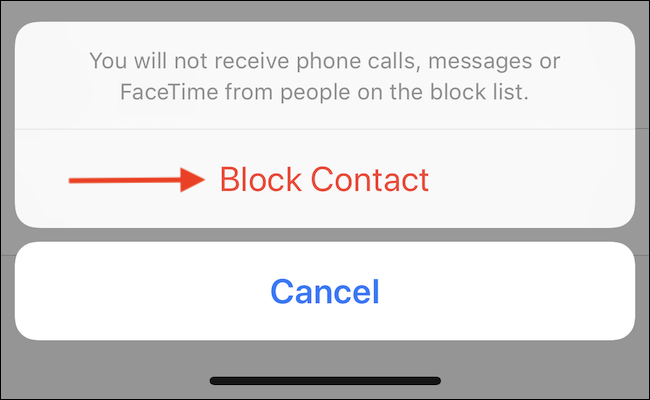 You will not receive phone calls, messages or
FaceTime from people on the block list.
Block Contact
Cancel